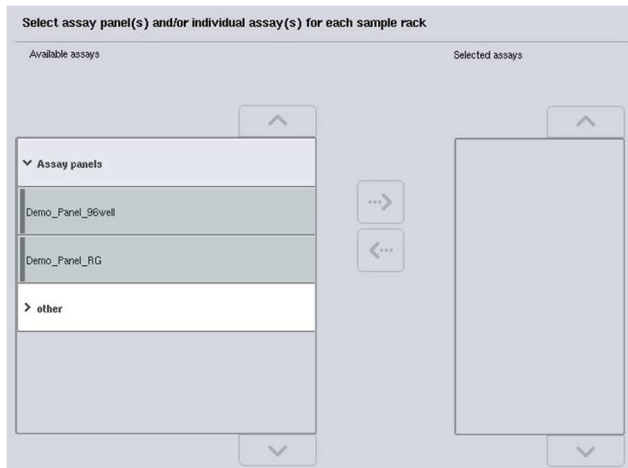 Select assay panel(s) and/or individual assay(s) for each sample rack
Available assays
Selected assays
Assay panels
Demo_Panel_96well
Demo_Panel_RG
other